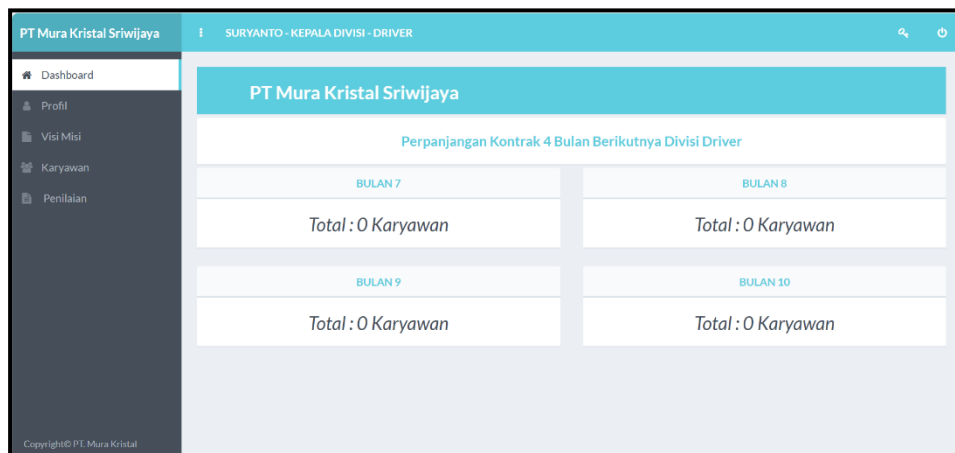 PT Mura Kristal Sriwijaya
SURYANTO - KEPALA DIVISI - DRIVER
Dashboard
Profil
Visi Misi
Karyawan
Penilaian
PT Mura Kristal Sriwijaya
Perpanjangan Kontrak 4 Bulan Berikutnya Divisi Driver
BULAN 7
Total : 0 Karyawan
BULAN 8
Total : 0 Karyawan
BULAN 9
Total : 0 Karyawan
BULAN 10
Total : 0 Karyawan
Copyright© PT. Mura Kristal